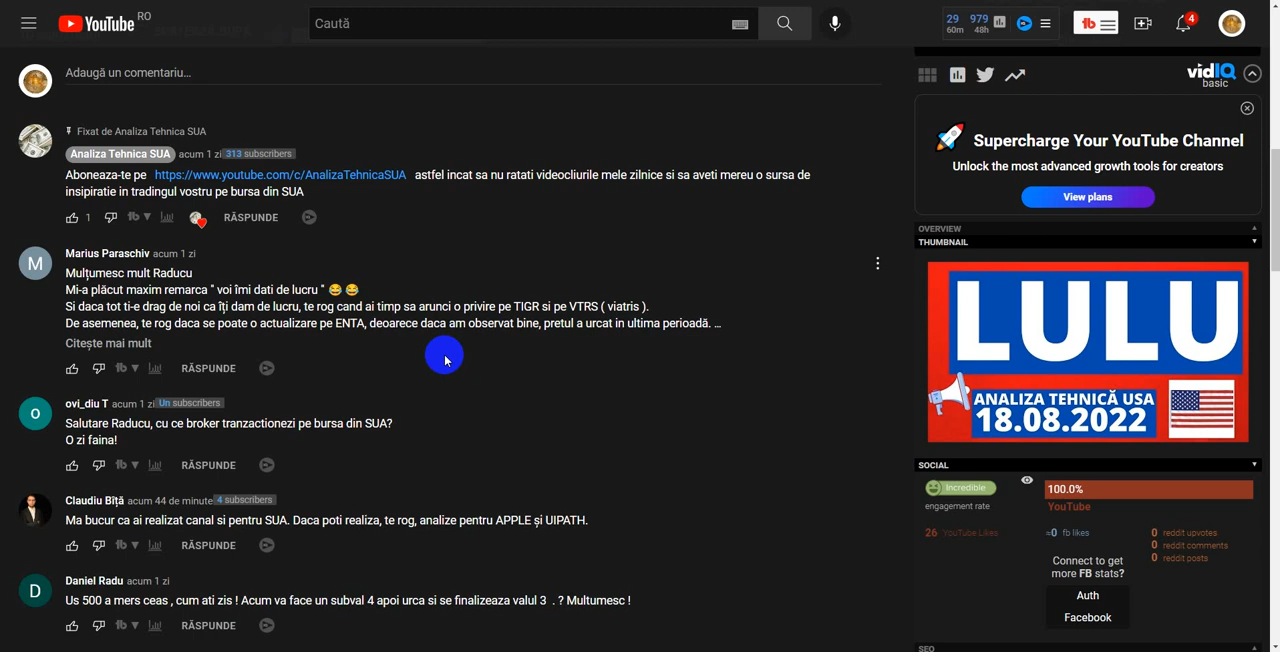 YouTube RO
Caută
29 979
60m 48h
tb
4
Adaugă un comentariu...
Fixat de Analiza Tehnica SUA
Analiza Tehnica SUA acum 1 zi 313 subscribers
Aboneaza-te pe https://www.youtube.com/c/AnalizaTehnicaSUA astfel incat sa nu ratati videocliurile mele zilnice si sa aveti mereu o sursa de
insipiratie in tradingul vostru pe bursa din SUA
1 tb RĂSPUNDE
M
Marius Paraschiv acum 1 zi
Mulțumesc mult Raducu
Mi-a plăcut maxim remarca " voi îmi dati de lucru " 😂 😂
Si daca tot ti-e drag de noi ca îți dam de lucru, te rog cand ai timp sa arunci o privire pe TIGR si pe VTRS ( viatris ).
De asemenea, te rog daca se poate o actualizare pe ENTA, deoarece daca am observat bine, pretul a urcat in ultima perioadă. ...
Citește mai mult
tb RĂSPUNDE
o
ovi_diu T acum 1 zi Un subscribers
Salutare Raducu, cu ce broker tranzactionezi pe bursa din SUA?
O zi faina!
tb RĂSPUNDE
Claudiu Bîță acum 44 de minute 4 subscribers
Ma bucur ca ai realizat canal si pentru SUA. Daca poti realiza, te rog, analize pentru APPLE și UIPATH.
tb RĂSPUNDE
D
Daniel Radu acum 1 zi
Us 500 a mers ceas , cum ati zis ! Acum va face un subval 4 apoi urca si se finalizeaza valul 3 . ? Multumesc !
tb RĂSPUNDE
vidIQ
basic
Supercharge Your YouTube Channel
Unlock the most advanced growth tools for creators
View plans
OVERVIEW
THUMBNAIL
LULU
ANALIZA TEHNICĂ USA
18.08.2022
SOCIAL
Incredible
engagement rate
100.0%
YouTube
26 YouTube Likes
≈0 fb likes
0 reddit upvotes
0 reddit comments
0 reddit posts
Connect to get
more FB stats?
Auth
Facebook
SEO